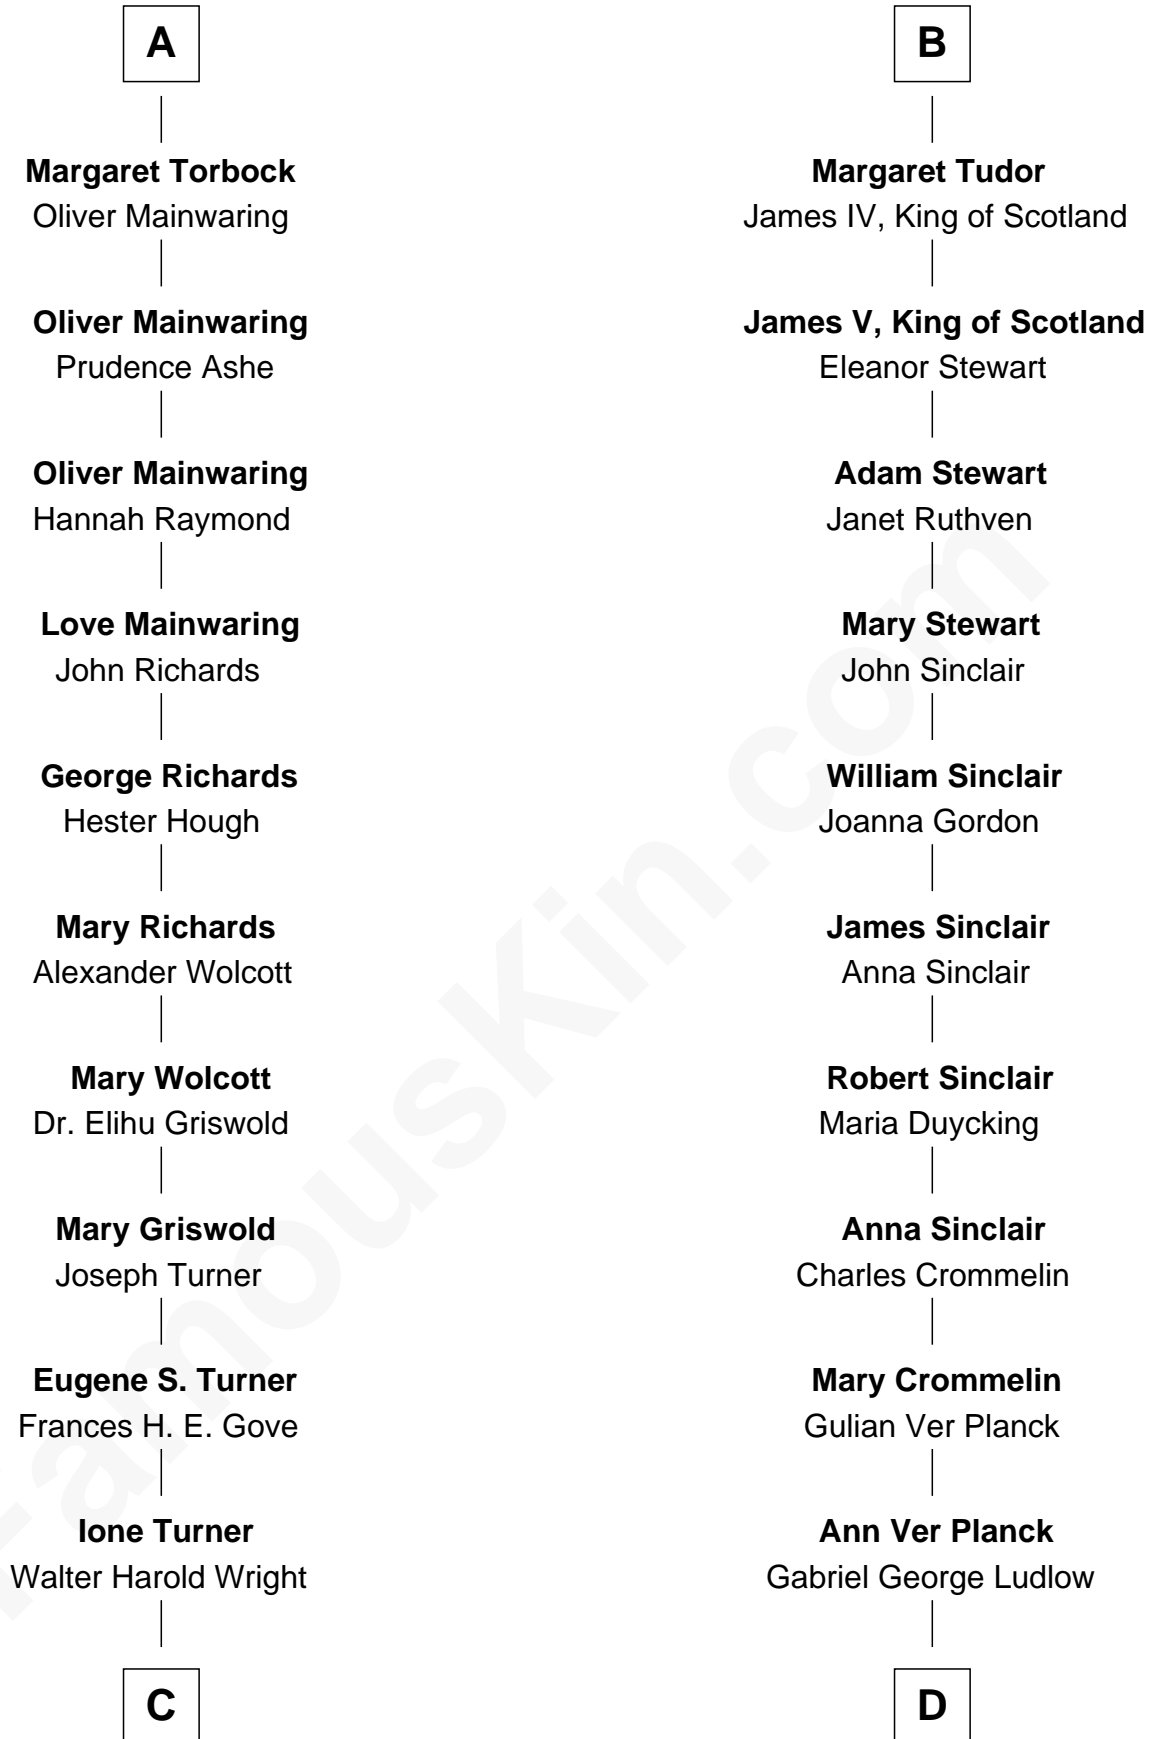 A
Margaret Torbock
Oliver Mainwaring
Oliver Mainwaring
Prudence Ashe
Oliver Mainwaring
Hannah Raymond
Love Mainwaring
John Richards
George Richards
Hester Hough
Mary Richards
Alexander Wolcott
Mary Wolcott
Dr. Elihu Griswold
Mary Griswold
Joseph Turner
Eugene S. Turner
Frances H. E. Gove
Ione Turner
Walter Harold Wright
C
B
Margaret Tudor
James IV, King of Scotland
James V, King of Scotland
Eleanor Stewart
Adam Stewart
Janet Ruthven
Mary Stewart
John Sinclair
William Sinclair
Joanna Gordon
James Sinclair
Anna Sinclair
Robert Sinclair
Maria Duycking
Anna Sinclair
Charles Crommelin
Mary Crommelin
Gulian Ver Planck
Ann Ver Planck
Gabriel George Ludlow
D
FamousKin.com